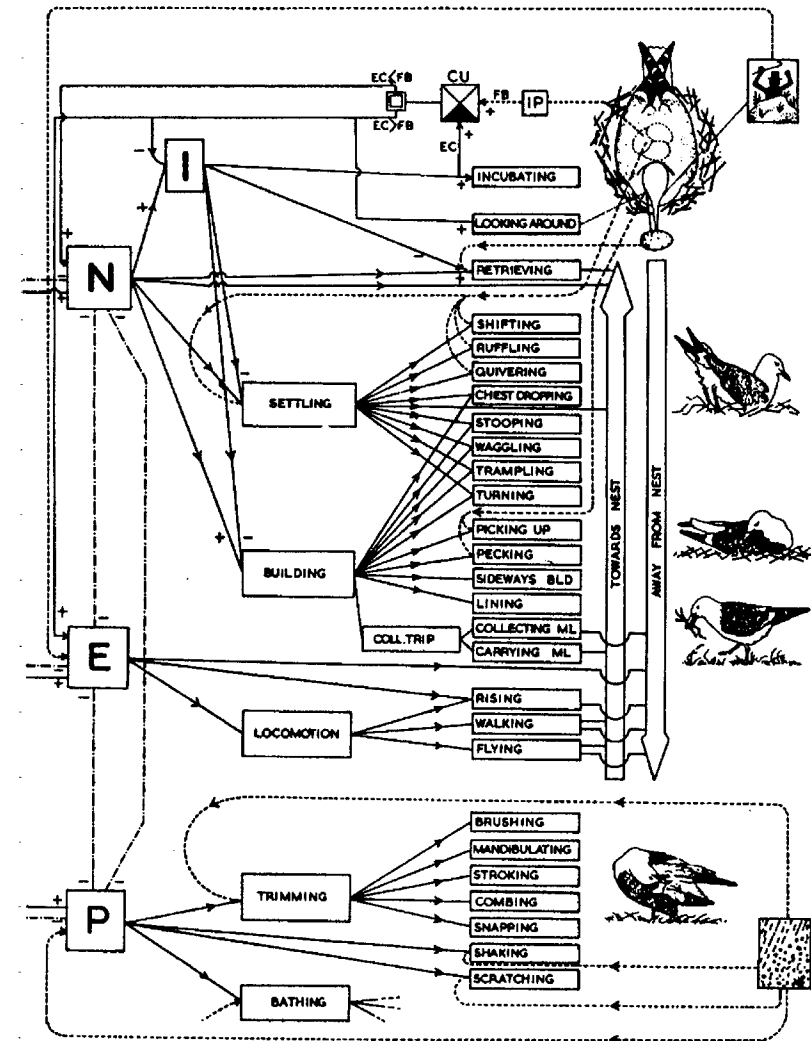 EC<FB
CU
FB
IP
EC>FB
EC
I
INCUBATING
LOOKING AROUND
RETRIEVING
N
SHIFTING
RUFFLING
QUIVERING
SETTLING
CHEST DROPPING
STOOPING
WAGGLING
TRAMPLING
TURNING
TOWARDS NEST
AWAY FROM NEST
PICKING UP
PECKING
BUILDING
SIDEWAYS BLD
LINING
COLL.TRIP
COLLECTING ML
CARRYING ML
E
RISING
LOCOMOTION
WALKING
FLYING
BRUSHING
MANDIBULATING
STROKING
TRIMMING
COMBING
SNAPPING
P
SHAKING
SCRATCHING
BATHING